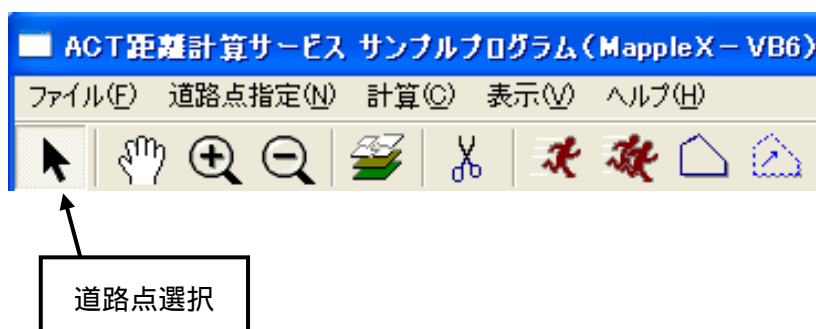 ACT距離計算サービス サンプルプログラム(MappleX－VB6)
ファイル(F) 道路点指定(N) 計算(C) 表示(V) ヘルプ(H)
道路点選択